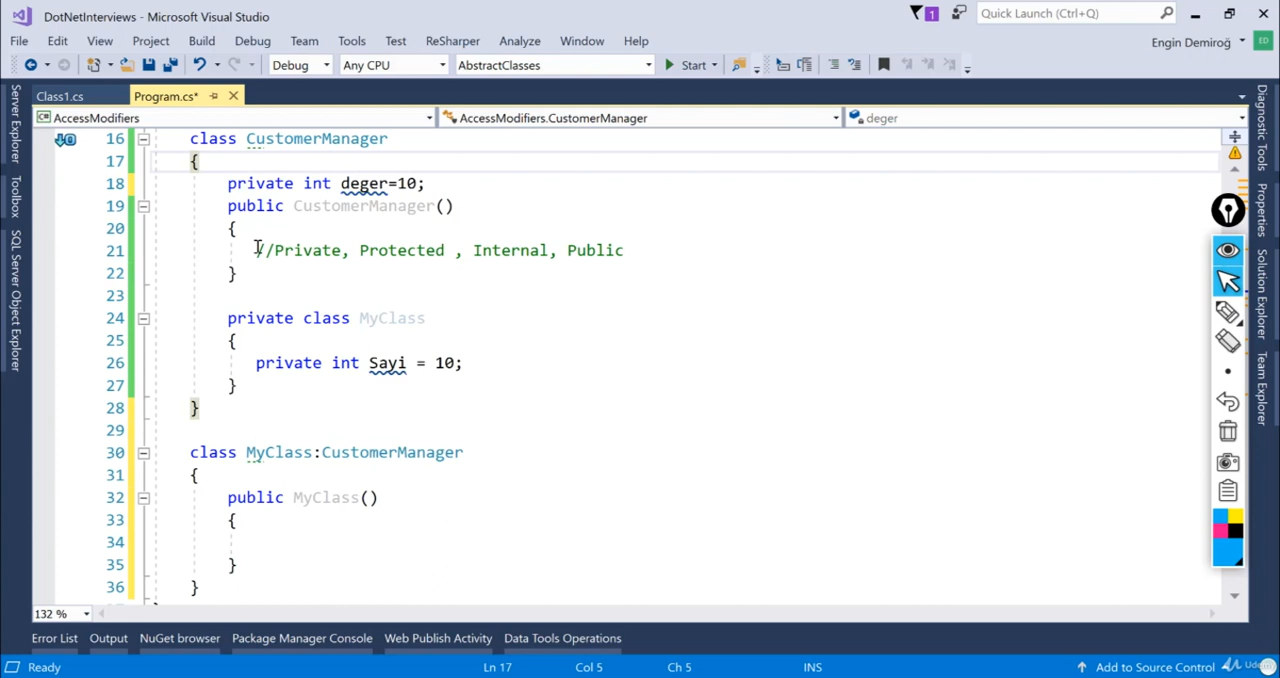 DotNetInterviews - Microsoft Visual Studio
1
Quick Launch (Ctrl+Q)
File Edit View Project Build Debug Team Tools Test ReSharper Analyze Window Help
Engin Demiroğ ED
Debug Any CPU AbstractClasses Start
Class1.cs Program.cs*
AccessModifiers AccessModifiers.CustomerManager deger
Server Explorer
Toolbox
SQL Server Object Explorer
16 class CustomerManager
17 {
18 private int deger=10;
19 public CustomerManager()
20 {
21 //Private, Protected , Internal, Public
22 }
23
24 private class MyClass
25 {
26 private int Sayi = 10;
27 }
28 }
29
30 class MyClass:CustomerManager
31 {
32 public MyClass()
33 {
34
35 }
36 }
Diagnostic Tools
Properties
Solution Explorer
Team Explorer
132 %
Error List Output NuGet browser Package Manager Console Web Publish Activity Data Tools Operations
Ready Ln 17 Col 5 Ch 5 INS Add to Source Control